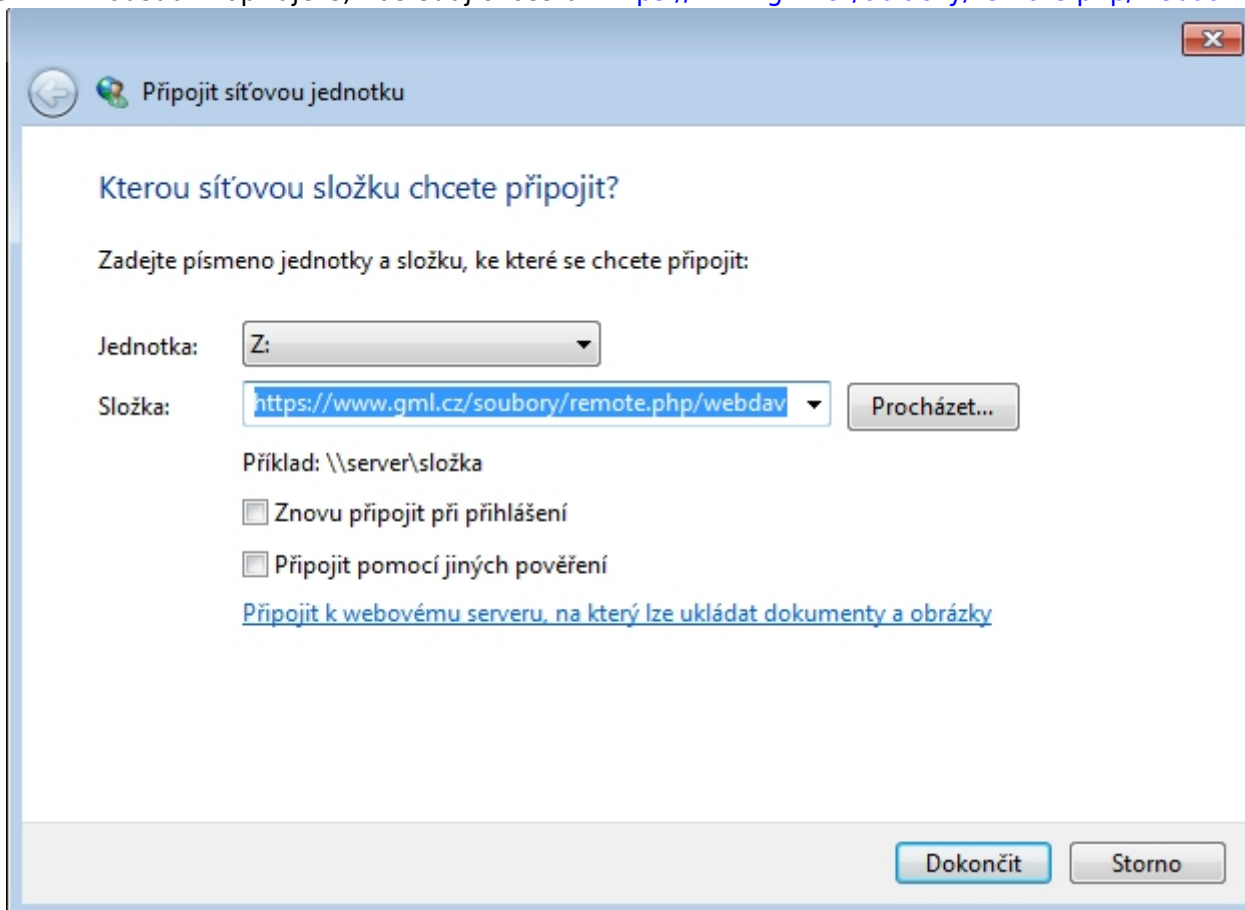 Připojit síťovou jednotku
Kterou síťovou složku chcete připojit?
Zadejte písmeno jednotky a složku, ke které se chcete připojit:
Jednotka: Z:
Složka: https://www.gml.cz/soubory/remote.php/webdav Procházet...
Příklad: \\server\složka
Znovu připojit při přihlášení
Připojit pomocí jiných pověření
Připojit k webovému serveru, na který lze ukládat dokumenty a obrázky
Dokončit Storno